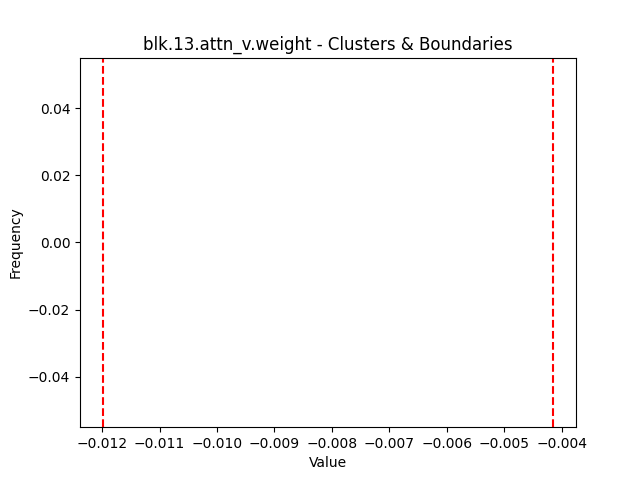 blk.13.attn_v.weight - Clusters & Boundaries
Frequency
0.04
0.02
0.00
−0.02
−0.04
−0.012 −0.011 −0.010 −0.009 −0.008 −0.007 −0.006 −0.005 −0.004
Value